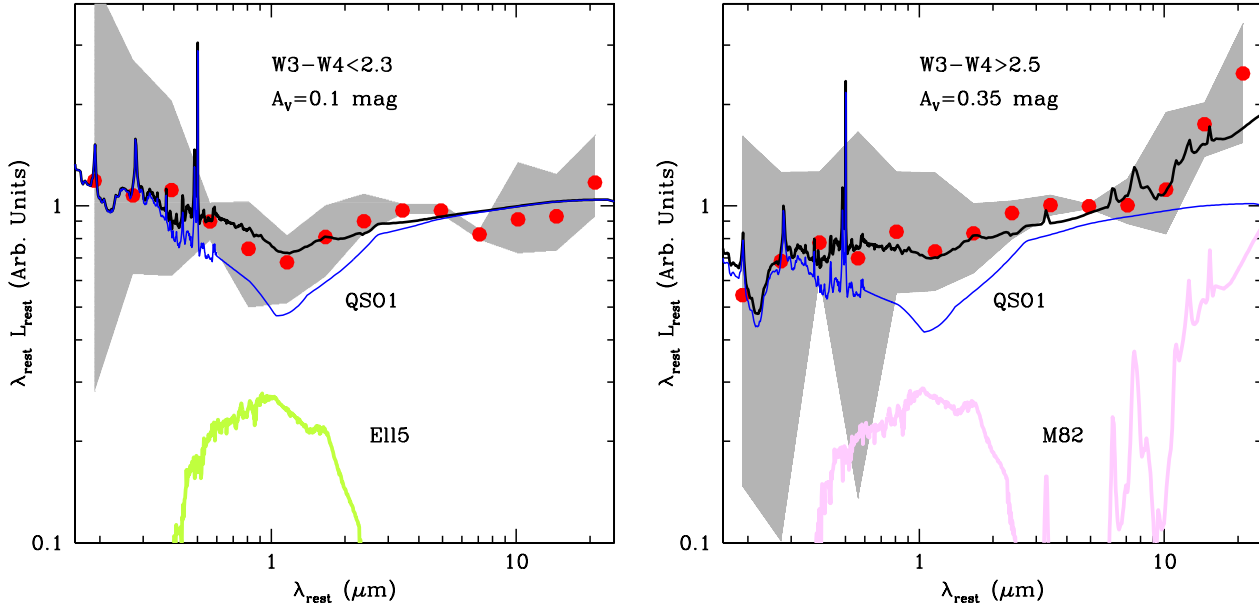 W3-W4<2.3
A_V=0.1 mag
QSO1
Ell5
λ_rest L_rest (Arb. Units)
1
0.1
0.1
1
10
λ_rest (μm)
W3-W4>2.5
A_V=0.35 mag
QSO1
M82
λ_rest L_rest (Arb. Units)
1
0.1
1
10
λ_rest (μm)